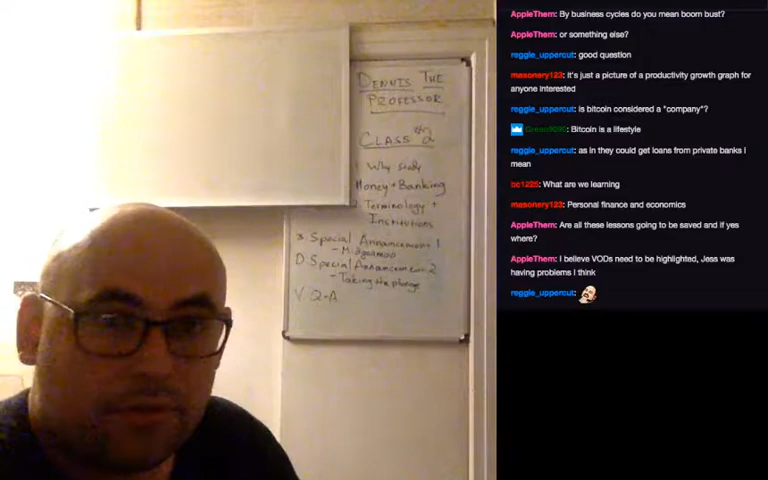 DENNIS THE
PROFESSOR
CLASS #2
Why Study
Money + Banking
Terminology +
Institutions
Special Announcement 1
Special Announcement 2
- Taking the plunge
V Q-A
AppleThem: By business cycles do you mean boom bust?
AppleThem: or something else?
reggie_uppercut: good question
masonery123: it's just a picture of a productivity growth graph for
anyone interested
reggie_uppercut: is bitcoin considered a "company"?
Bitcoin is a lifestyle
reggie_uppercut: as in they could get loans from private banks I
mean
bc1225: What are we learning
masonery123: Personal finance and economics
AppleThem: Are all these lessons going to be saved and if yes
where?
AppleThem: I believe VODs need to be highlighted, Jess was
having problems I think
reggie_uppercut: